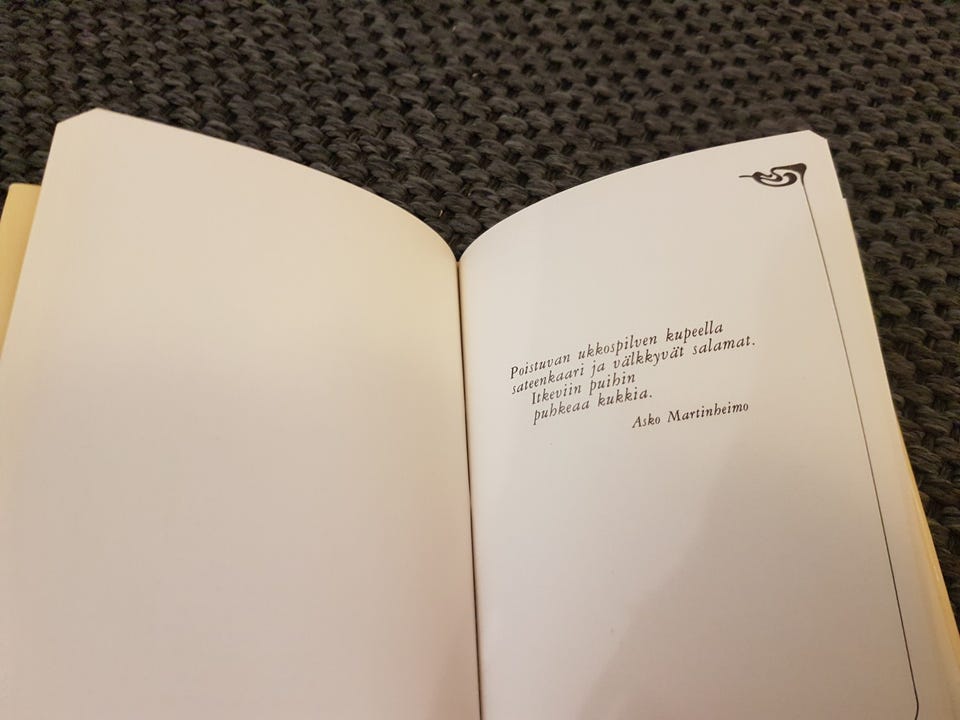 Poistuvan ukkospilven kupeella
sateenkaari ja välkkyvät salamat.
Itkeviin puihin
puhkeaa kukkia.
Asko Martinheimo